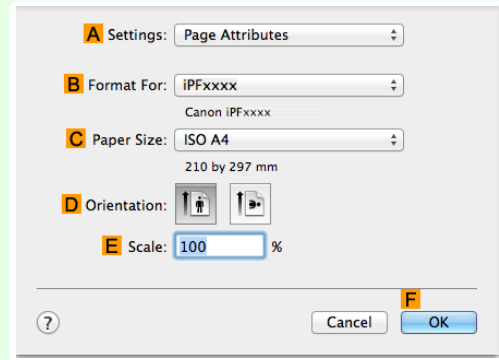 A Settings: Page Attributes
B Format For: iPFxxxx
Canon iPFxxxx
C Paper Size: ISO A4
210 by 297 mm
D Orientation:
E Scale: 100 %
F
? Cancel OK